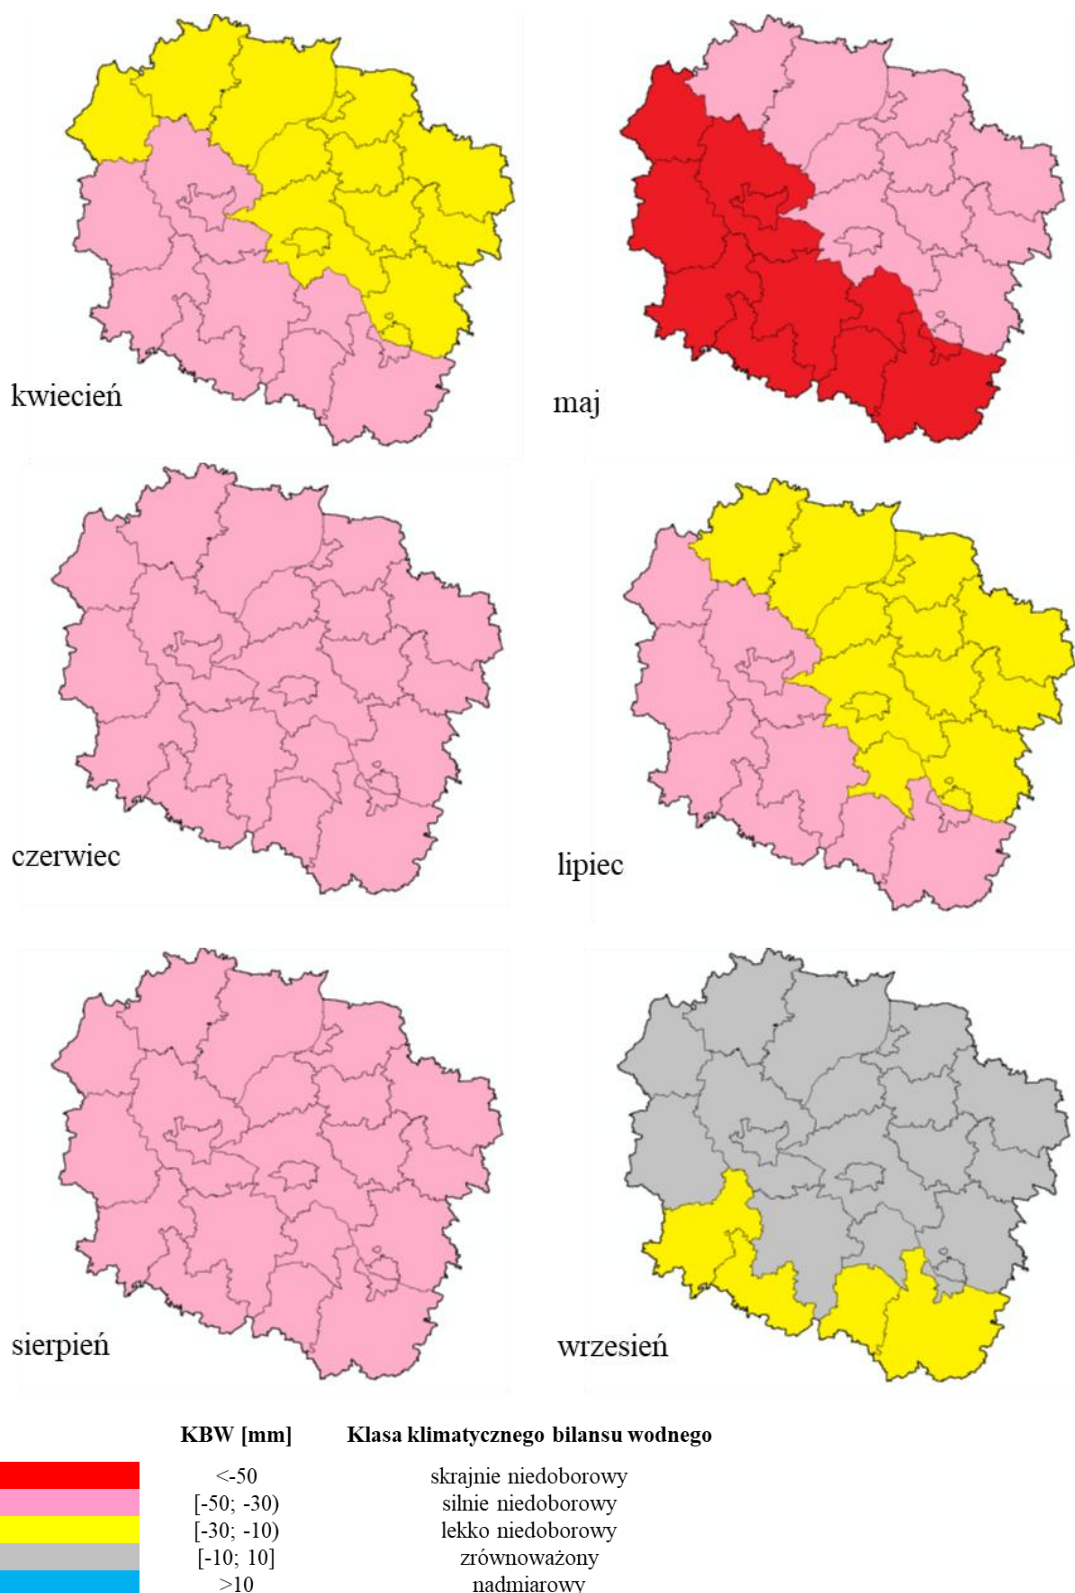 kwiecień
maj
czerwiec
lipiec
sierpień
wrzesień
KBW [mm] Klasa klimatycznego bilansu wodnego
<-50 skrajnie niedoborowy
[-50; -30) silnie niedoborowy
[-30; -10) lekko niedoborowy
[-10; 10] zrównoważony
>10 nadmiarowy